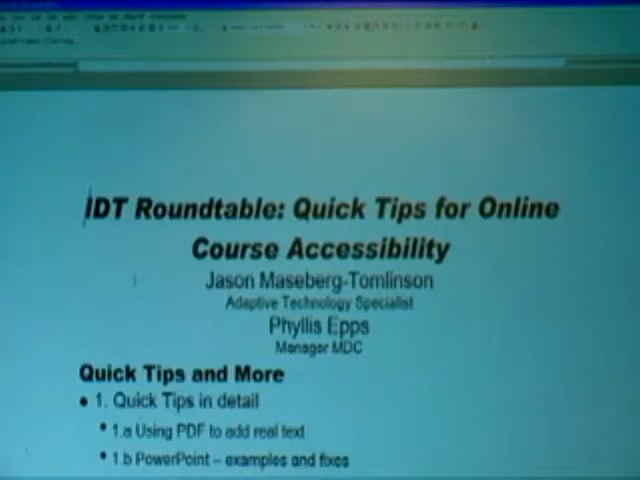 IDT Roundtable: Quick Tips for Online
Course Accessibility
Jason Maseberg-Tomlinson
Adaptive Technology Specialist
Phyllis Epps
Manager MDC
Quick Tips and More
• 1. Quick Tips in detail
• 1.a Using PDF to add real text
• 1.b PowerPoint – examples and fixes